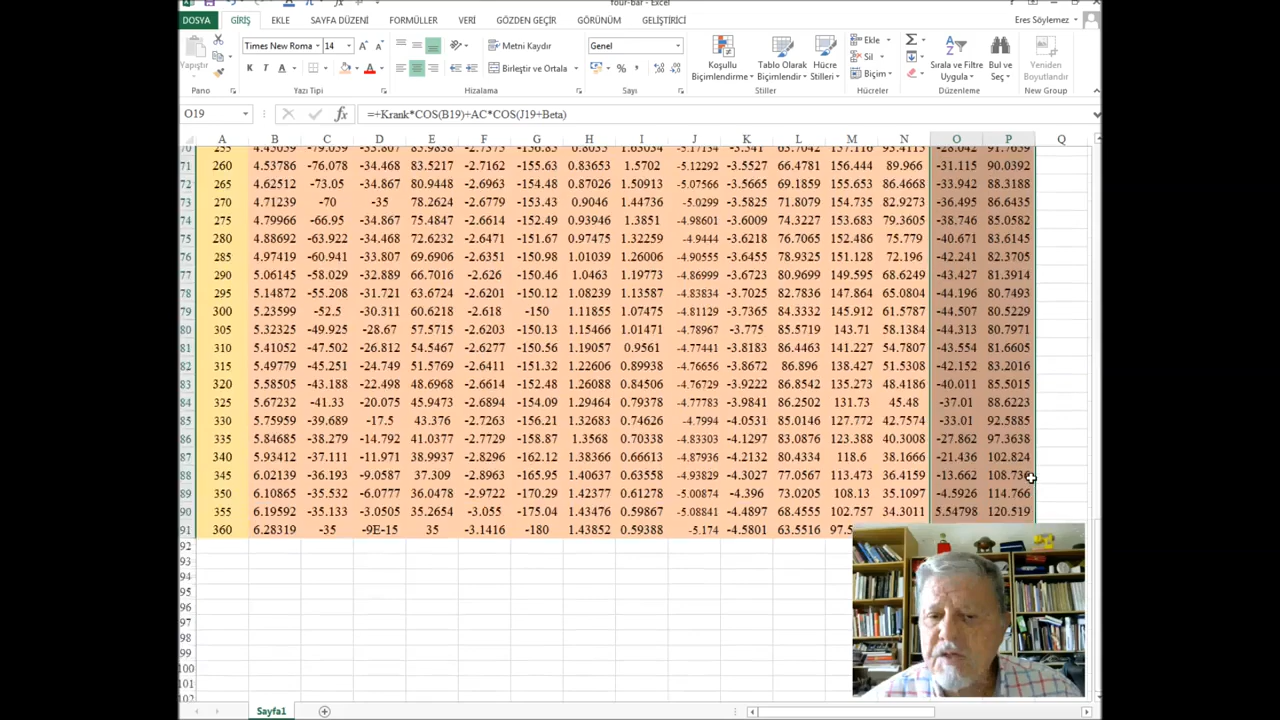 four-bar - Excel
DOSYA GİRİŞ EKLE SAYFA DÜZENİ FORMÜLLER VERİ GÖZDEN GEÇİR GÖRÜNÜM GELİŞTİRİCİ Eres Söylemez
Yapıştır Times New Roma 14 Metni Kaydır Genel Ekle
K T A Birleştir ve Ortala % Koşullu Biçimlendirme Tablo Olarak Biçimlendir Hücre Stilleri Sil Biçim Sırala ve Filtre Uygula Bul ve Seç Yeniden Boyutlandır
Pano Yazı Tipi Hizalama Sayı Stiller Hücreler Düzenleme New Group
O19 fx =+Krank*COS(B19)+AC*COS(J19+Beta)
A B C D E F G H I J K L M N O P Q
71 260 4.53786 -76.078 -34.468 83.5217 -2.7162 -155.63 0.83653 1.5702 -5.12292 -3.5527 66.4781 156.444 89.966 -31.115 90.0392
72 265 4.62512 -73.05 -34.867 80.9448 -2.6963 -154.48 0.87026 1.50913 -5.07566 -3.5665 69.1859 155.653 86.4668 -33.942 88.3188
73 270 4.71239 -70 -35 78.2624 -2.6779 -153.43 0.9046 1.44736 -5.0299 -3.5825 71.8079 154.735 82.9273 -36.495 86.6435
74 275 4.79966 -66.95 -34.867 75.4847 -2.6614 -152.49 0.93946 1.3851 -4.98601 -3.6009 74.3227 153.683 79.3605 -38.746 85.0582
75 280 4.88692 -63.922 -34.468 72.6232 -2.6471 -151.67 0.97475 1.32259 -4.9444 -3.6218 76.7065 152.486 75.779 -40.671 83.6145
76 285 4.97419 -60.941 -33.807 69.6906 -2.6351 -150.98 1.01039 1.26006 -4.90555 -3.6455 78.9325 151.128 72.196 -42.241 82.3705
77 290 5.06145 -58.029 -32.889 66.7016 -2.626 -150.46 1.0463 1.19773 -4.86999 -3.6723 80.9699 149.595 68.6249 -43.427 81.3914
78 295 5.14872 -55.208 -31.721 63.6724 -2.6201 -150.12 1.08239 1.13587 -4.83834 -3.7025 82.7836 147.864 65.0804 -44.196 80.7493
79 300 5.23599 -52.5 -30.311 60.6218 -2.618 -150 1.11855 1.07475 -4.81129 -3.7365 84.3332 145.912 61.5787 -44.507 80.5229
80 305 5.32325 -49.925 -28.67 57.5715 -2.6203 -150.13 1.15466 1.01471 -4.78967 -3.775 85.5719 143.71 58.1384 -44.313 80.7971
81 310 5.41052 -47.502 -26.812 54.5467 -2.6277 -150.56 1.19057 0.9561 -4.77441 -3.8183 86.4463 141.227 54.7807 -43.554 81.6605
82 315 5.49779 -45.251 -24.749 51.5769 -2.6411 -151.32 1.22606 0.89938 -4.76656 -3.8672 86.896 138.427 51.5308 -42.152 83.2016
83 320 5.58505 -43.188 -22.498 48.6968 -2.6614 -152.48 1.26088 0.84506 -4.76729 -3.9222 86.8542 135.273 48.4186 -40.011 85.5015
84 325 5.67232 -41.33 -20.075 45.9473 -2.6894 -154.09 1.29464 0.79378 -4.77783 -3.9841 86.2502 131.73 45.48 -37.01 88.6223
85 330 5.75959 -39.689 -17.5 43.376 -2.7263 -156.21 1.32683 0.74626 -4.7994 -4.0531 85.0146 127.772 42.7574 -33.01 92.5885
86 335 5.84685 -38.279 -14.792 41.0377 -2.7729 -158.87 1.3568 0.70338 -4.83303 -4.1297 83.0876 123.388 40.3008 -27.862 97.3638
87 340 5.93412 -37.111 -11.971 38.9937 -2.8295 -162.12 1.38366 0.66613 -4.87936 -4.2132 80.4334 118.6 38.1666 -21.436 102.824
88 345 6.02139 -36.193 -9.0587 37.309 -2.8963 -165.95 1.40637 0.63558 -4.93829 -4.3027 77.0567 113.473 36.4159 -13.662 108.736
89 350 6.10865 -35.532 -6.0777 36.0478 -2.9722 -170.29 1.42377 0.61278 -5.00874 -4.396 73.0205 108.13 35.1097 -4.5926 114.766
90 355 6.19592 -35.133 -3.0505 35.2654 -3.055 -175.04 1.43476 0.59867 -5.08841 -4.4897 68.4555 102.757 34.3011 5.54798 120.519
91 360 6.28319 -35 -9E-15 35 -3.1416 -180 1.43852 0.59388 -5.174 -4.5801 63.5516 97.5
92
93
94
95
96
97
98
99
100
101
102
Sayfa1